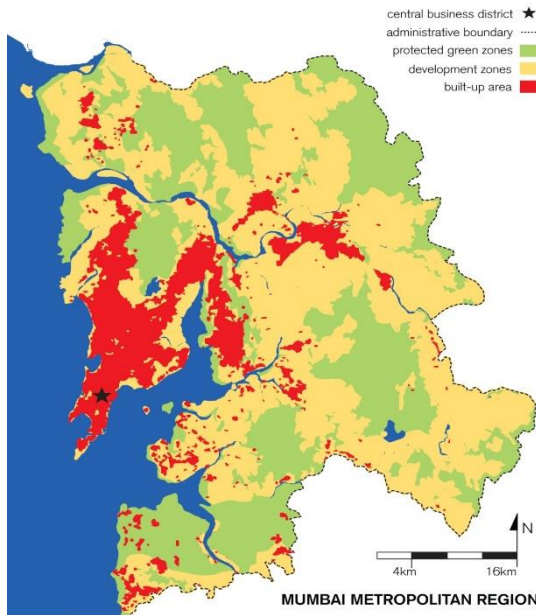 central business district
administrative boundary
protected green zones
development zones
built-up area
N
4km 16km
MUMBAI METROPOLITAN REGION